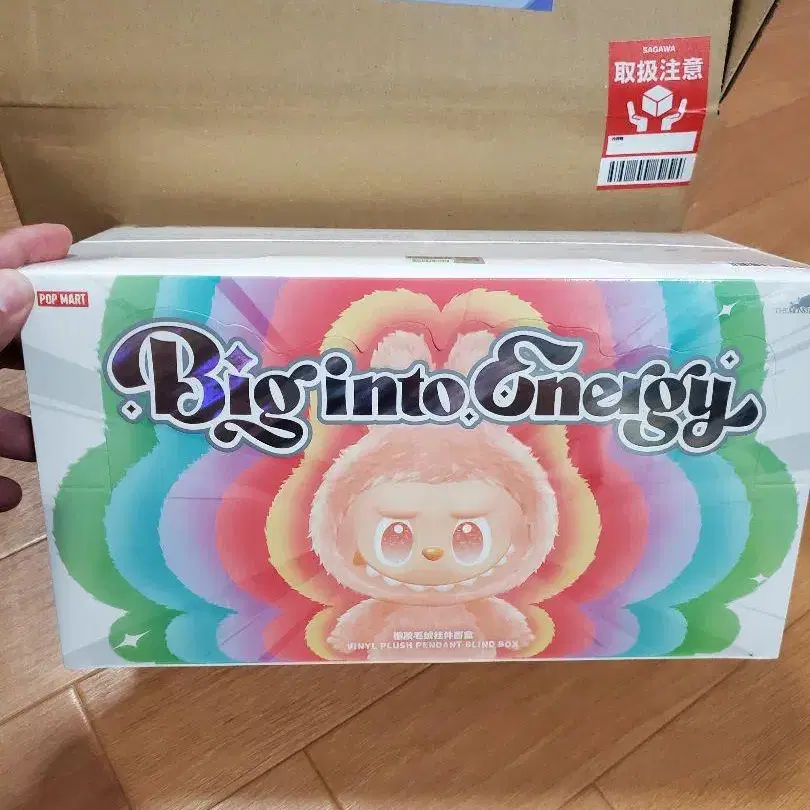 SAGAWA
取扱注意
POP MART
Big into Energy
搪胶毛绒挂件盲盒
VINYL PLUSH PENDANT BLIND BOX